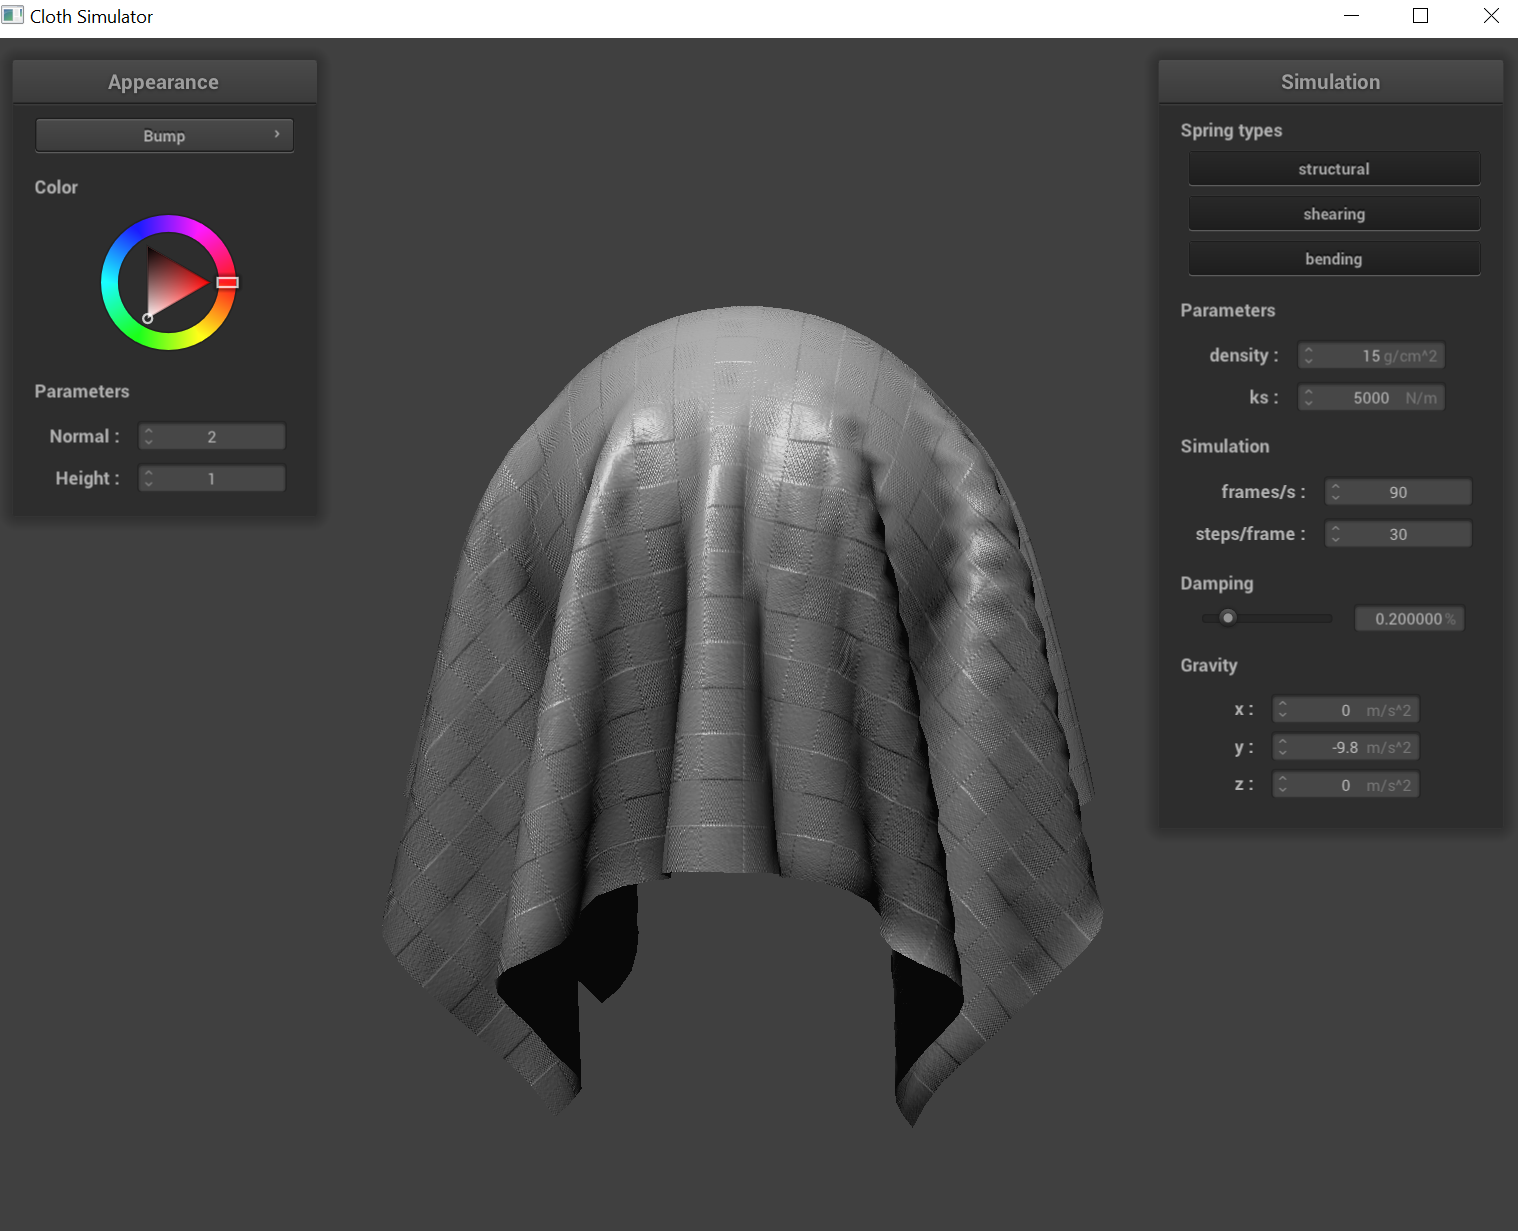 Cloth Simulator
Appearance
Bump
Color
Parameters
Normal : 2
Height : 1
Simulation
Spring types
structural
shearing
bending
Parameters
density : 15 g/cm^2
ks : 5000 N/m
Simulation
frames/s : 90
steps/frame : 30
Damping
0.200000 %
Gravity
x : 0 m/s^2
y : -9.8 m/s^2
z : 0 m/s^2